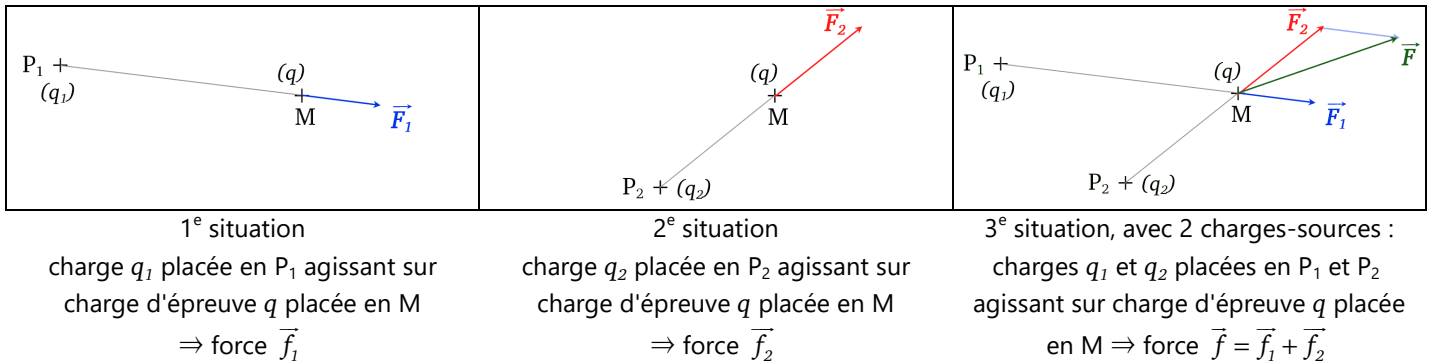 P₁ (q₁) (q) M F₁
F₂ (q) M P₂ (q₂)
F₂ F P₁ (q₁) (q) M F₁ P₂ (q₂)
1ᵉ situation
charge q₁ placée en P₁ agissant sur
charge d'épreuve q placée en M
⇒ force f₁
2ᵉ situation
charge q₂ placée en P₂ agissant sur
charge d'épreuve q placée en M
⇒ force f₂
3ᵉ situation, avec 2 charges-sources :
charges q₁ et q₂ placées en P₁ et P₂
agissant sur charge d'épreuve q placée
en M ⇒ force f = f₁ + f₂